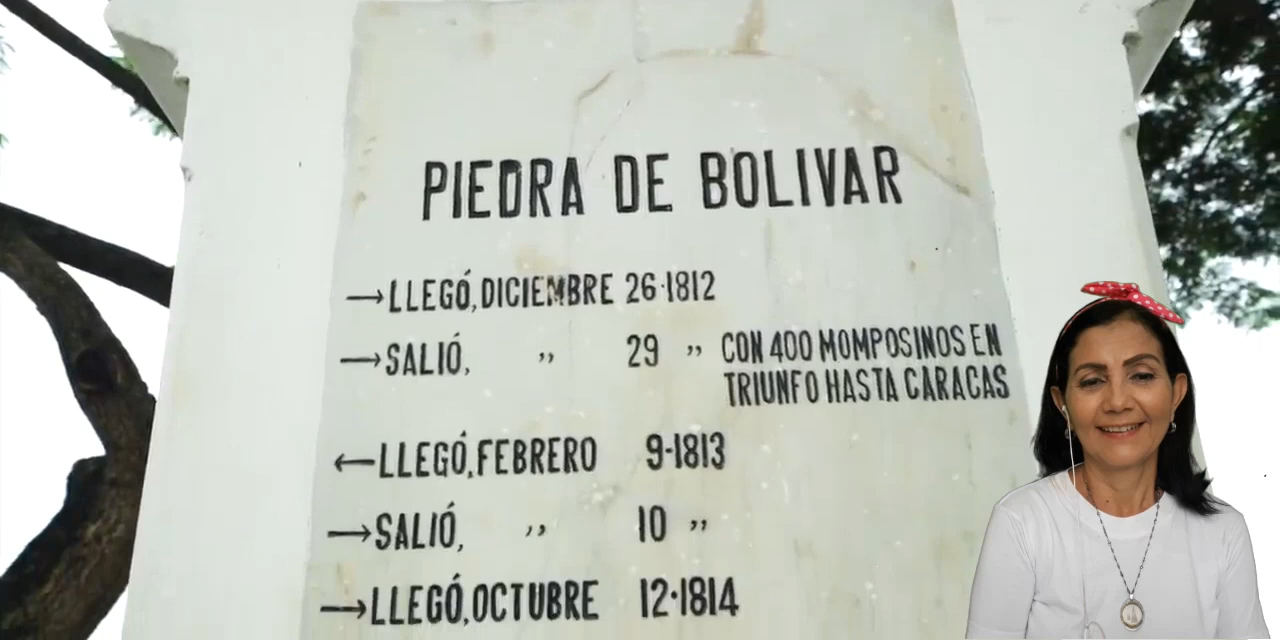 PIEDRA DE BOLIVAR
→LLEGÓ, DICIEMBRE 26·1812
→SALIÓ, ,, 29 ,, CON 400 MOMPOSINOS EN
TRIUNFO HASTA CARACAS
←LLEGÓ, FEBRERO 9-1813
→SALIÓ, ,, 10 ,,
→LLEGÓ, OCTUBRE 12·1814